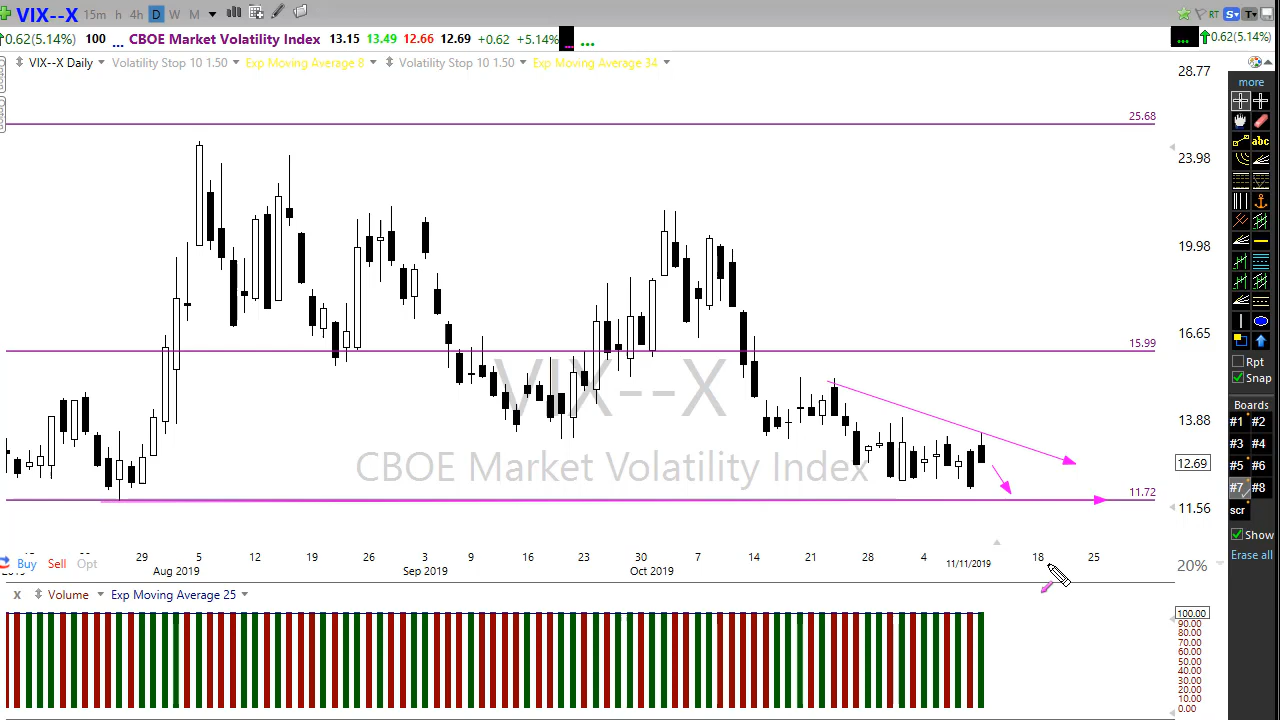 VIX--X 15m h 4h D W M RT S T
0.62(5.14%) 100 ... CBOE Market Volatility Index 13.15 13.49 12.66 12.69 +0.62 +5.14% ... ... ... 0.62(5.14%)
VIX--X Daily Volatility Stop 10 1.50 Exp Moving Average 8 Volatility Stop 10 1.50 Exp Moving Average 34
28.77
more
25.68
abc
23.98
19.98
16.65
15.99
Rpt
Snap
VIX--X
Boards
13.88
#1 #2
#3 #4
CBOE Market Volatility Index
12.69
#5 #6
#7 #8
11.72
11.56
scr
Show
29 5 12 19 26 3 9 16 23 30 7 14 21 28 4 11/11/2019 18 25
Erase all
Buy Sell Opt
Aug 2019 Sep 2019 Oct 2019
20%
X Volume Exp Moving Average 25
100.00
90.00
80.00
70.00
60.00
50.00
40.00
30.00
20.00
10.00
0.00